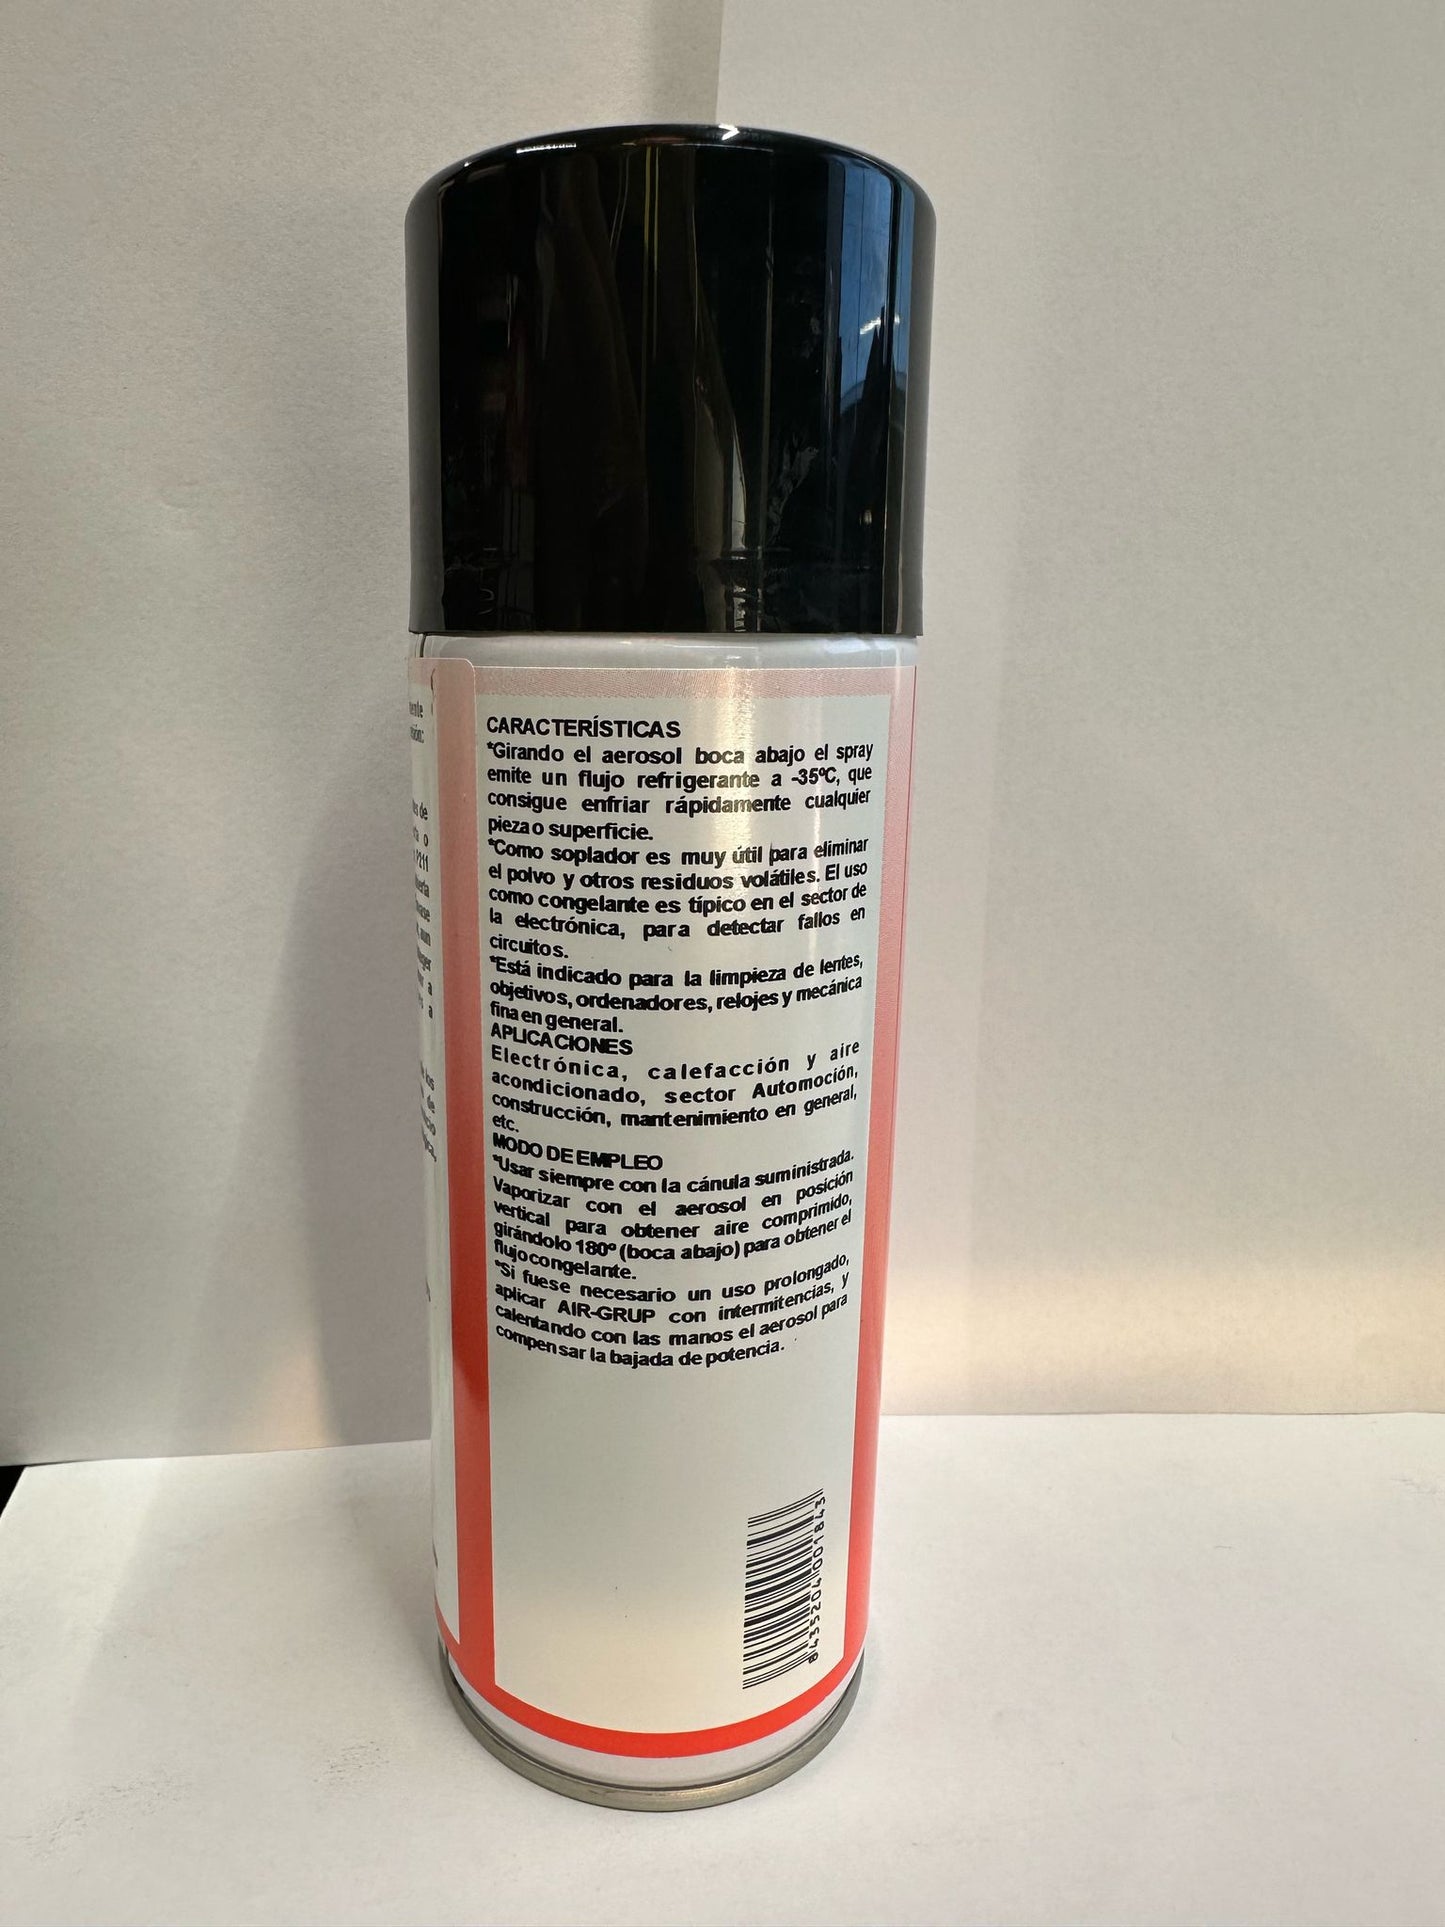 CARACTERÍSTICAS
*Girando el aerosol boca abajo el spray
emite un flujo refrigerante a -35ºC, que
consigue enfriar rápidamente cualquier
pieza o superficie.
*Como soplador es muy útil para eliminar
el polvo y otros residuos volátiles. El uso
como congelante es típico en el sector de
la electrónica, para detectar fallos en
circuitos.
*Está indicado para la limpieza de lentes,
objetivos, ordenadores, relojes y mecánica
fina en general.
APLICACIONES
Electrónica, calefacción y aire
acondicionado, sector Automoción,
construcción, mantenimiento en general,
etc.
MODO DE EMPLEO
*Usar siempre con la cánula suministrada.
Vaporizar con el aerosol en posición
vertical para obtener aire comprimido,
girándolo 180º (boca abajo) para obtener el
flujo congelante.
*Si fuese necesario un uso prolongado,
aplicar AIR-GRUP con intermitencias, y
calentando con las manos el aerosol para
compensar la bajada de potencia.
8435204001843